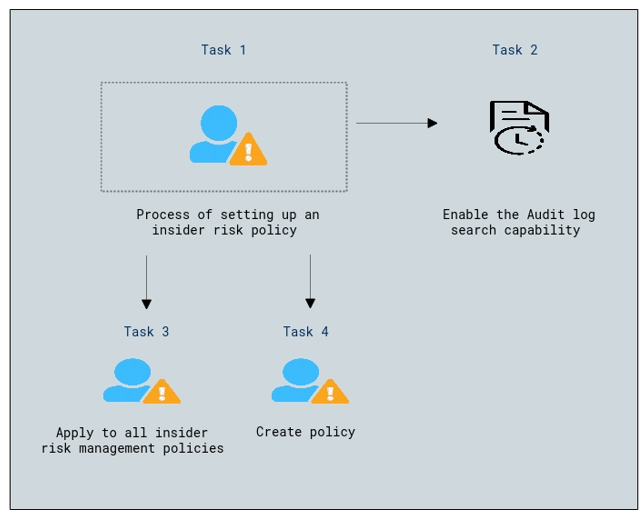 Task 1
Task 2
Process of setting up an
insider risk policy
Enable the Audit log
search capability
Task 3
Task 4
Apply to all insider
risk management policies
Create policy